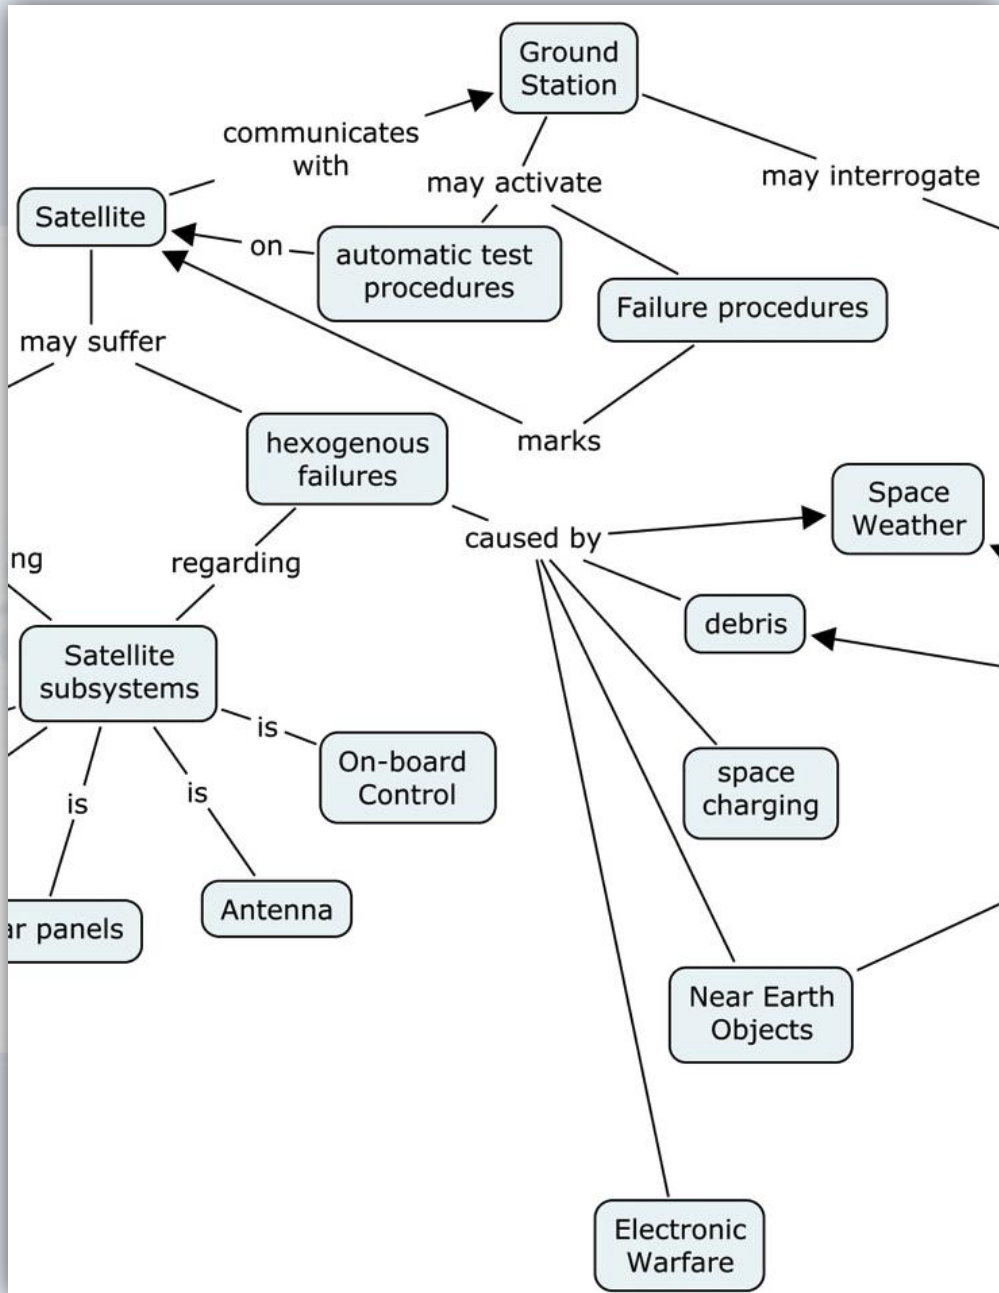 Ground
Station
communicates
with
may activate
may interrogate
Satellite
on
automatic test
procedures
Failure procedures
may suffer
marks
hexogenous
failures
Space
Weather
caused by
ng
regarding
debris
Satellite
subsystems
is
On-board
Control
space
charging
is
is
Antenna
ar panels
Near Earth
Objects
Electronic
Warfare